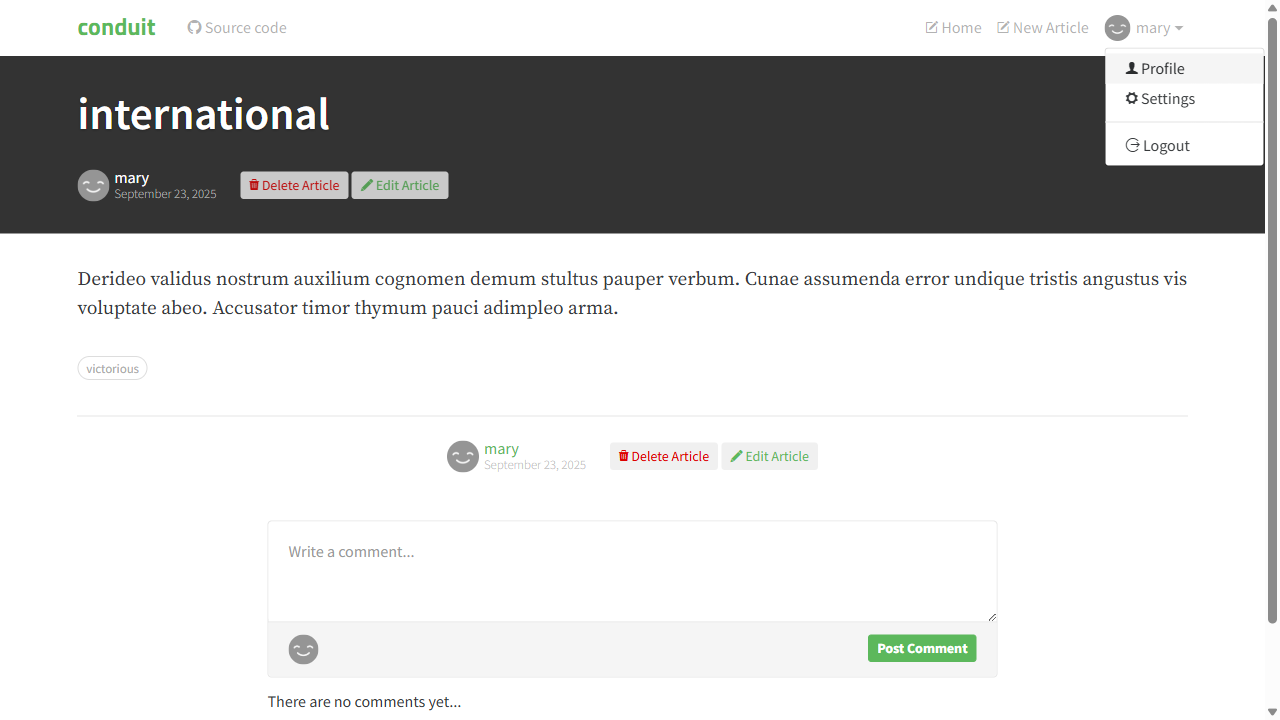 conduit
Source code
Home
New Article
mary
Profile
Settings
Logout
international
mary
September 23, 2025
Delete Article
Edit Article
Derideo validus nostrum auxilium cognomen demum stultus pauper verbum. Cunae assumenda error undique tristis angustus vis
voluptate abeo. Accusator timor thymum pauci adimpleo arma.
victorious
mary
September 23, 2025
Delete Article
Edit Article
Write a comment...
Post Comment
There are no comments yet...